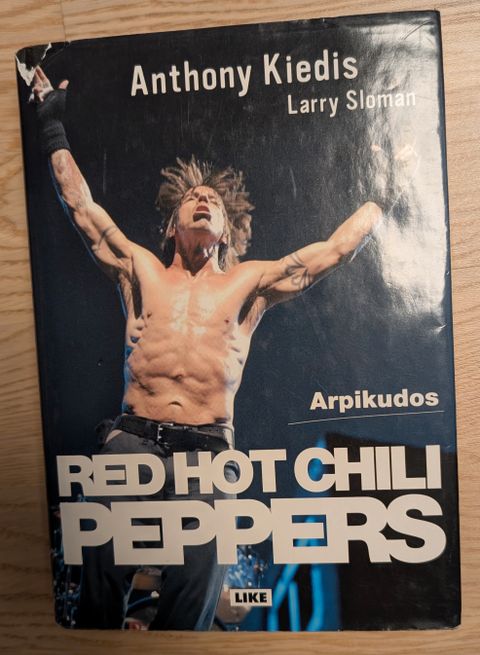 Anthony Kiedis
Larry Sloman
Arpikudos
RED HOT CHILI
PEPPERS
LIKE